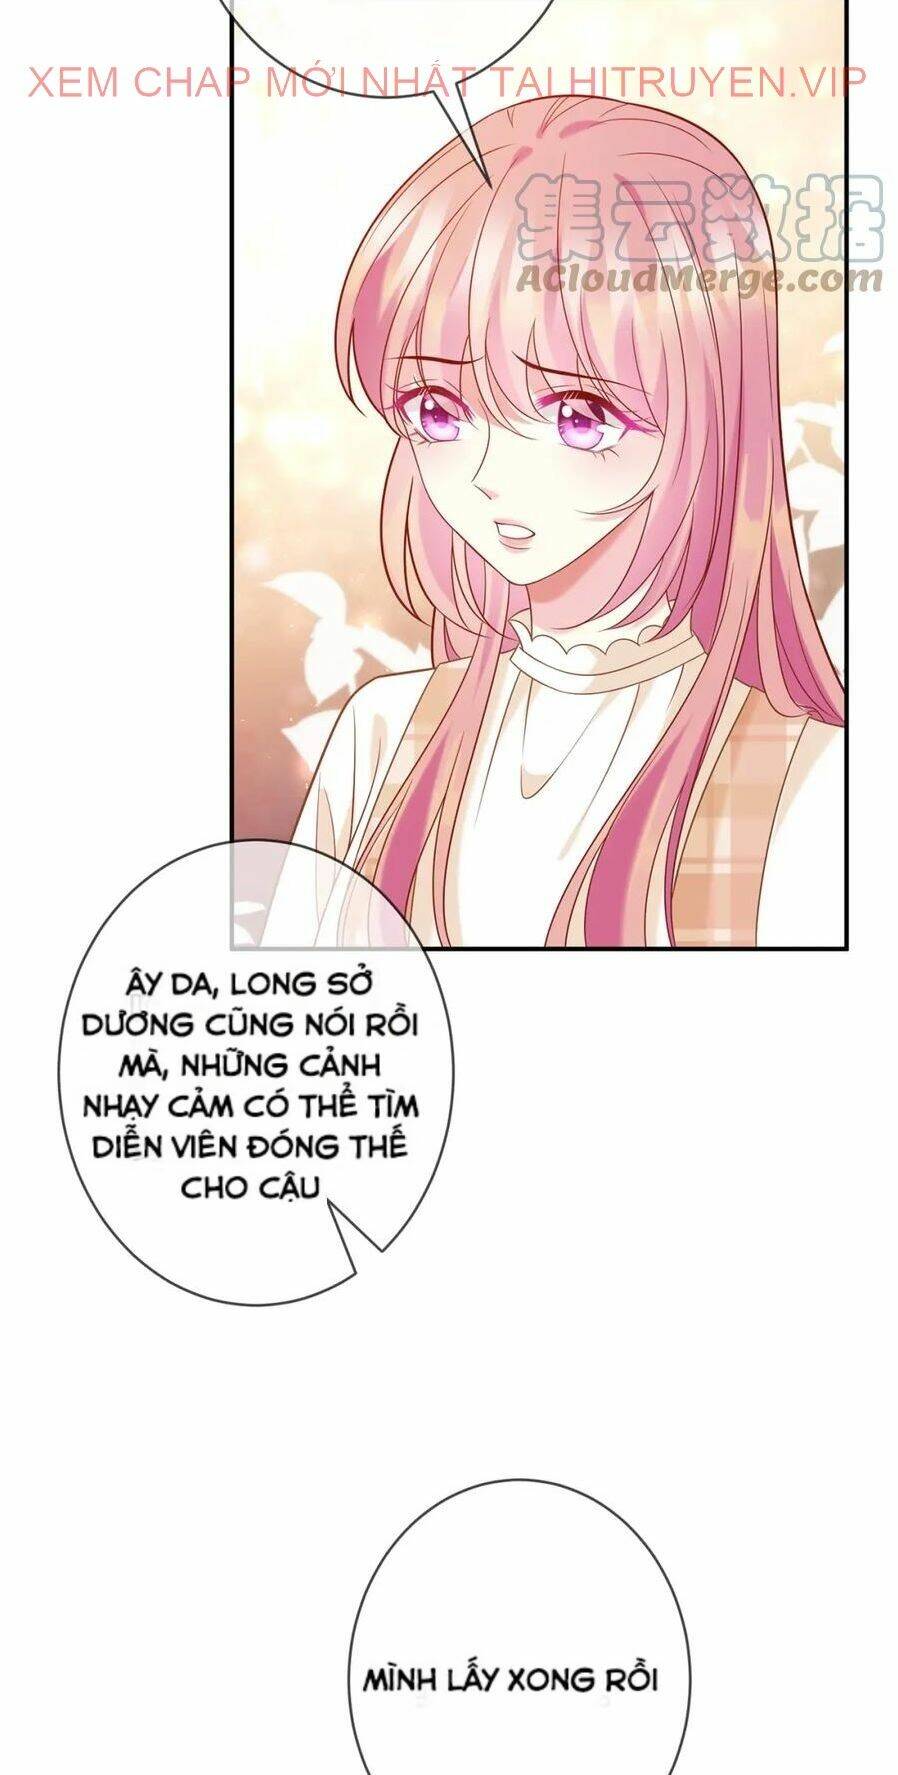 XEM CHAP MỚI NHẤT TẠI HITRUYEN.VIP
集云数据
ACloudMerge.com
ÂY DA, LONG SỞ
DƯƠNG CŨNG NÓI RỒI
MÀ, NHỮNG CẢNH
NHẠY CẢM CÓ THỂ TÌM
DIỄN VIÊN ĐÓNG THẾ
CHO CẬU
MÌNH LẤY XONG RỒI